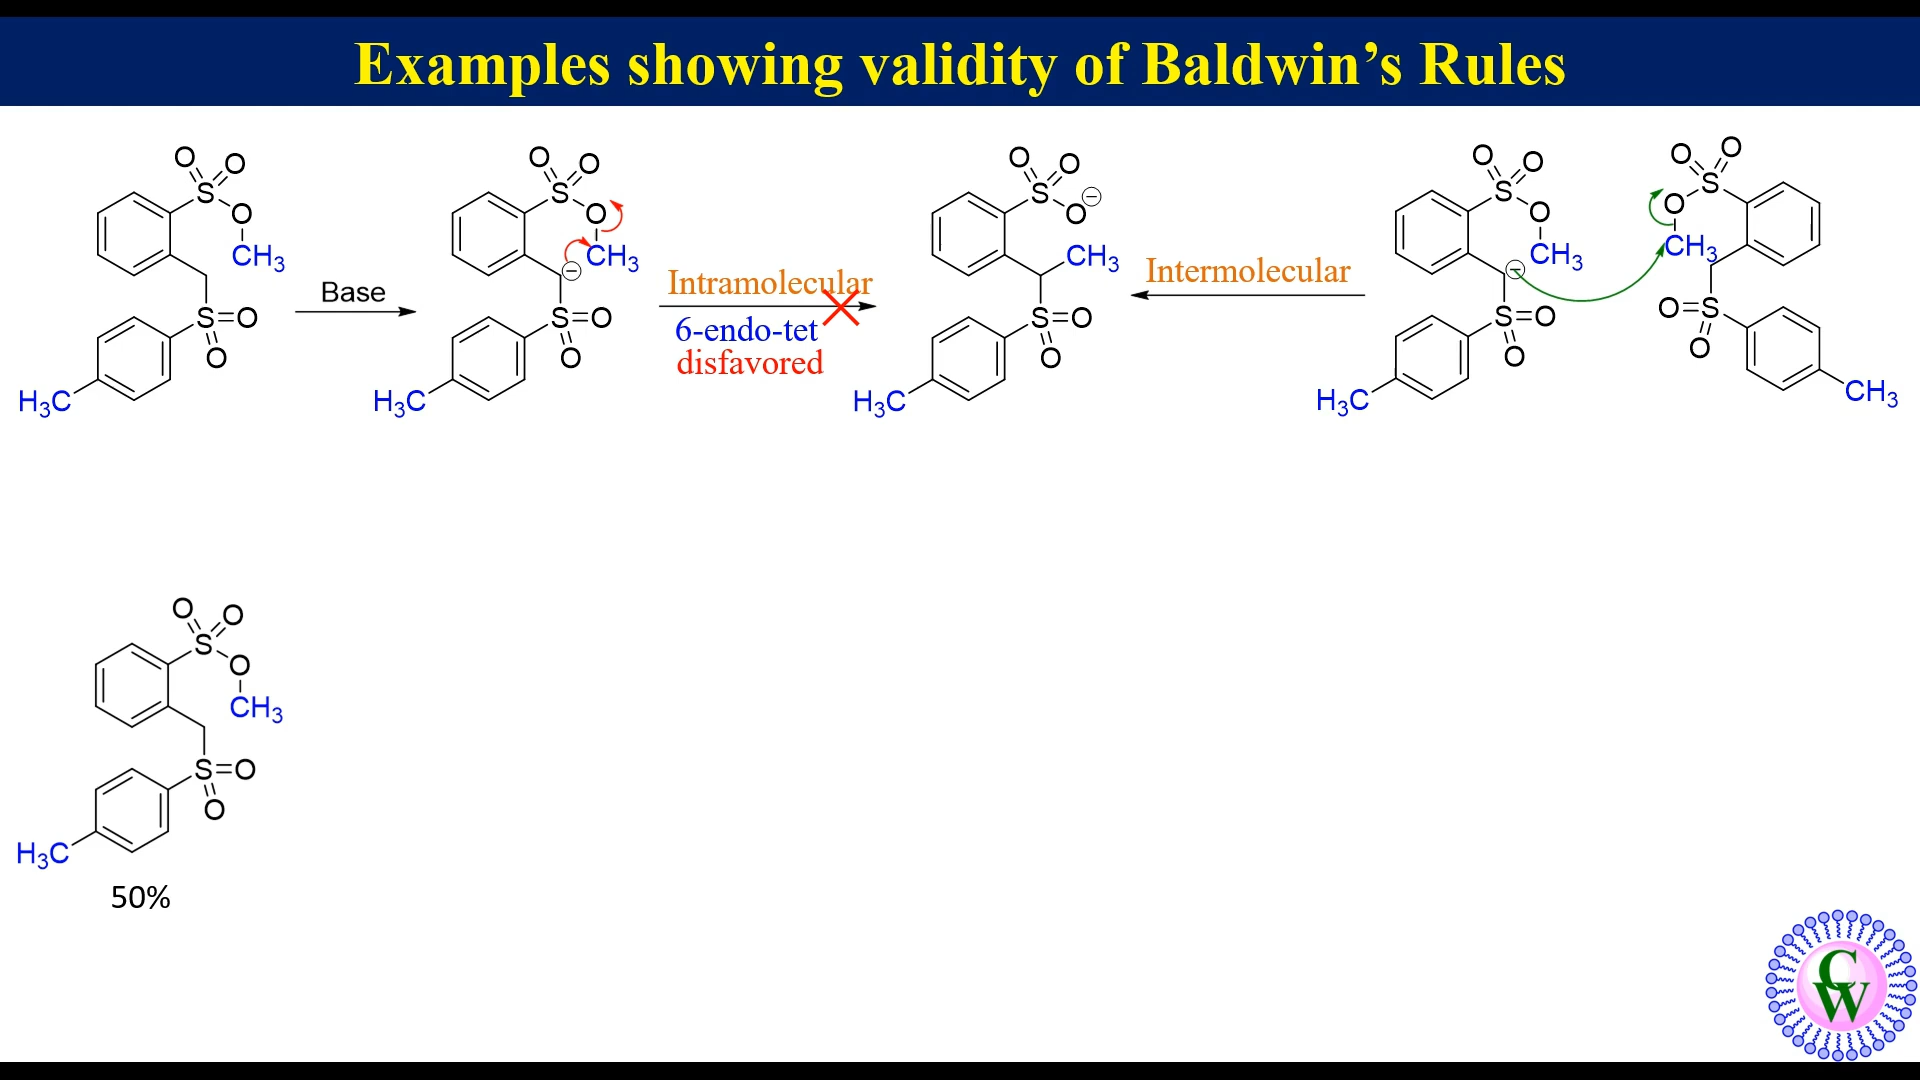 Examples showing validity of Baldwin's Rules
O O
S
O
CH3
S=O
O
H3C
Base
O O
S
O
CH3
⊖
S=O
O
H3C
Intramolecular
6-endo-tet
disfavored
O O
S
O ⊖
CH3
S=O
O
H3C
Intermolecular
O O
S
O
CH3
⊖
S=O
O
H3C
O O
S
O
CH3
O=S
O
CH3
O O
S
O
CH3
S=O
O
H3C
50%
CW